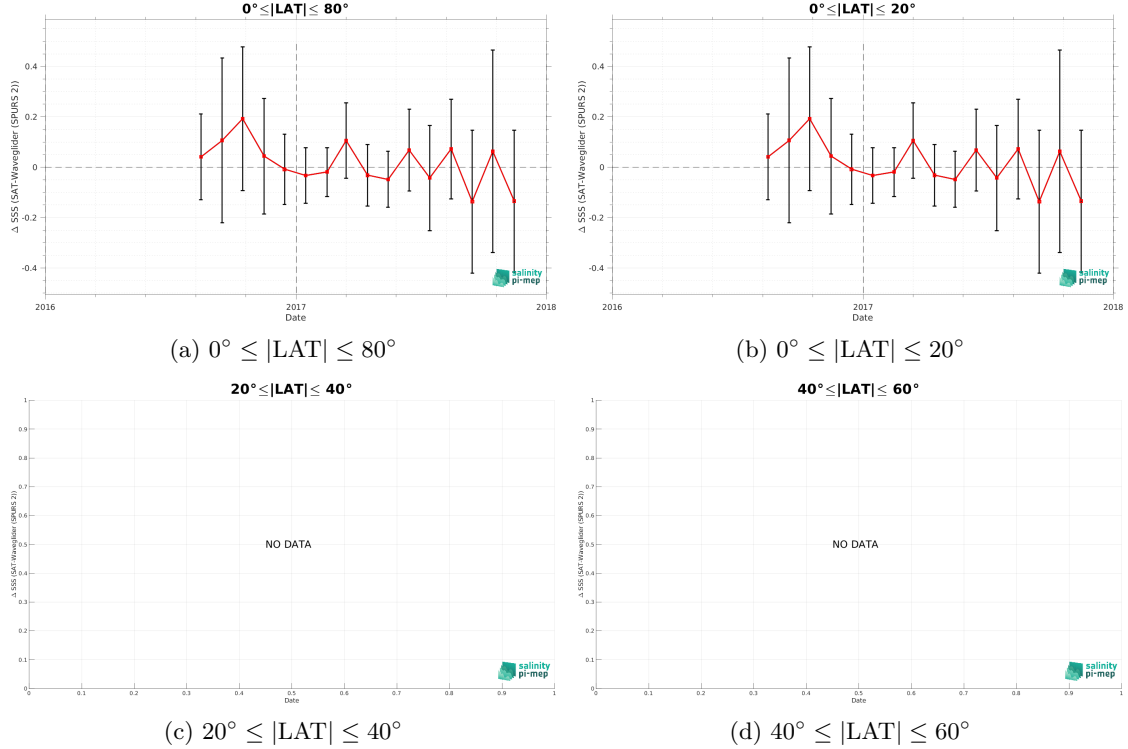 0°≤|LAT|≤ 80°
Δ SSS (SAT-Waveglider (SPURS 2))
0.4
0.2
0
-0.2
-0.4
2016
2017
2018
Date
salinity
pi-mep
(a) 0° ≤ |LAT| ≤ 80°
0°≤|LAT|≤ 20°
Δ SSS (SAT-Waveglider (SPURS 2))
0.4
0.2
0
-0.2
-0.4
2016
2017
2018
Date
salinity
pi-mep
(b) 0° ≤ |LAT| ≤ 20°
20°≤|LAT|≤ 40°
Δ SSS (SAT-Waveglider (SPURS 2))
1
0.9
0.8
0.7
0.6
0.5
0.4
0.3
0.2
0.1
0
NO DATA
0 0.1 0.2 0.3 0.4 0.5 0.6 0.7 0.8 0.9 1
Date
salinity
pi-mep
(c) 20° ≤ |LAT| ≤ 40°
40°≤|LAT|≤ 60°
Δ SSS (SAT-Waveglider (SPURS 2))
1
0.9
0.8
0.7
0.6
0.5
0.4
0.3
0.2
0.1
0
NO DATA
0 0.1 0.2 0.3 0.4 0.5 0.6 0.7 0.8 0.9 1
Date
salinity
pi-mep
(d) 40° ≤ |LAT| ≤ 60°